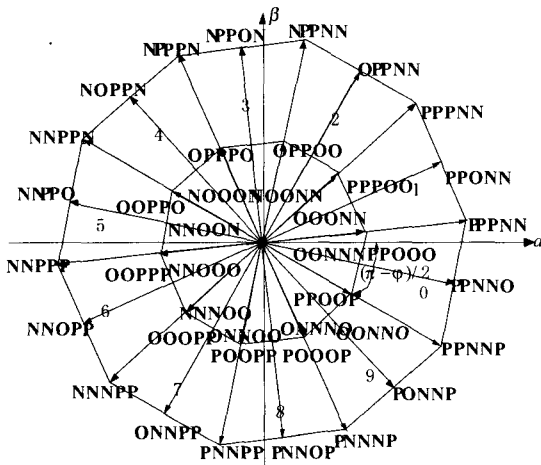 β
NPPON NPPNN
NPPPN OPPNN
NOPPN 3 2 PPPNN
4
NNPPN OPPPO OPPOO
NOOON NOONN PPPOO 1 PPONN
NNPPO OOPPO OOONN
5 NNOON PPNN
OONNN PPOOO α
NNPPP OOPPP NNOOO (π-φ)/2
PPOOP 0 PPNNO
6 NNNOO ONNNO
NNOPP OOOPP ONNOO OONNO
POOPP POOOP PPNNP
NNNPP 7 9 PONNP
8
ONNPP
PNNPP PNNOP PNNNP